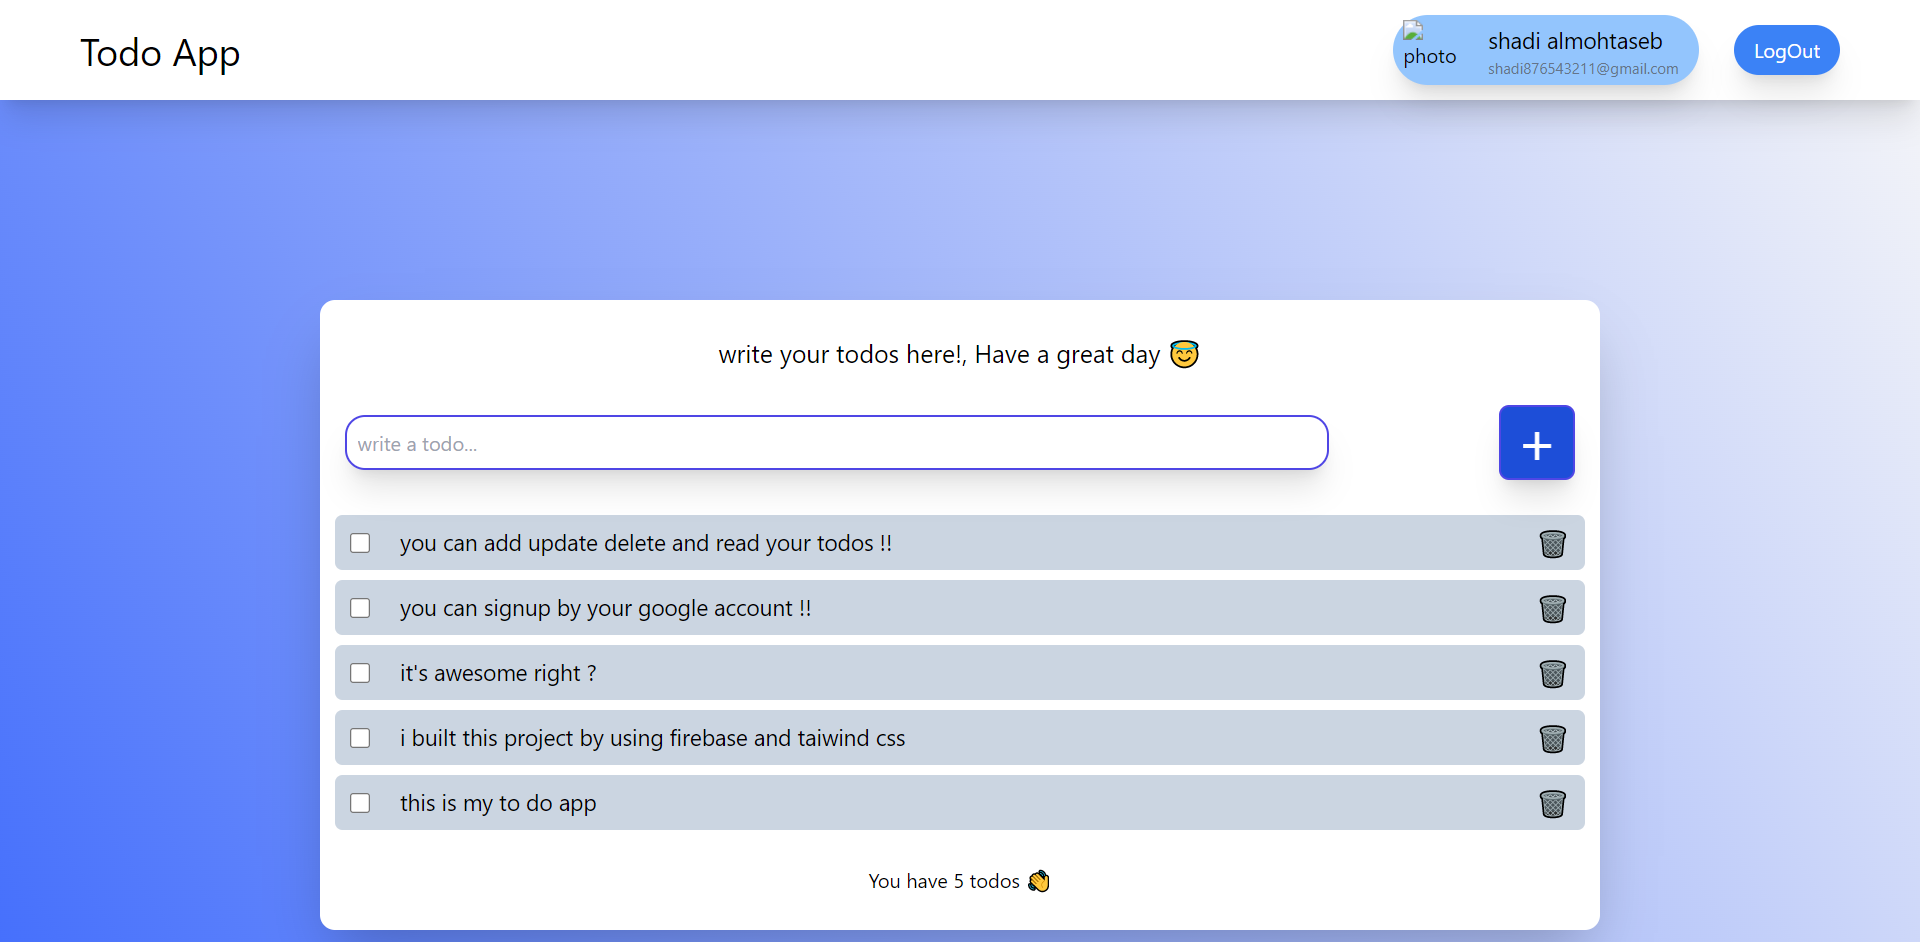 Todo App
photo
shadi almohtaseb
shadi876543211@gmail.com
LogOut
write your todos here!, Have a great day 😇
write a todo...
+
you can add update delete and read your todos !!
you can signup by your google account !!
it's awesome right ?
i built this project by using firebase and taiwind css
this is my to do app
You have 5 todos 👏